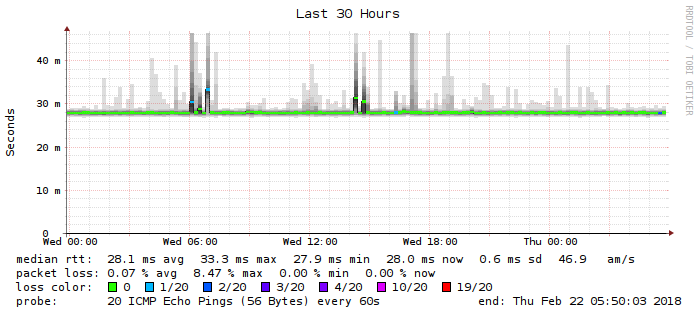 Last 30 Hours
RRDTOOL / TOBI OETIKER
Seconds
40 m
30 m
20 m
10 m
0
Wed 00:00 Wed 06:00 Wed 12:00 Wed 18:00 Thu 00:00
median rtt: 28.1 ms avg 33.3 ms max 27.9 ms min 28.0 ms now 0.6 ms sd 46.9 am/s
packet loss: 0.07 % avg 8.47 % max 0.00 % min 0.00 % now
loss color: 0 1/20 2/20 3/20 4/20 10/20 19/20
probe: 20 ICMP Echo Pings (56 Bytes) every 60s end: Thu Feb 22 05:50:03 2018